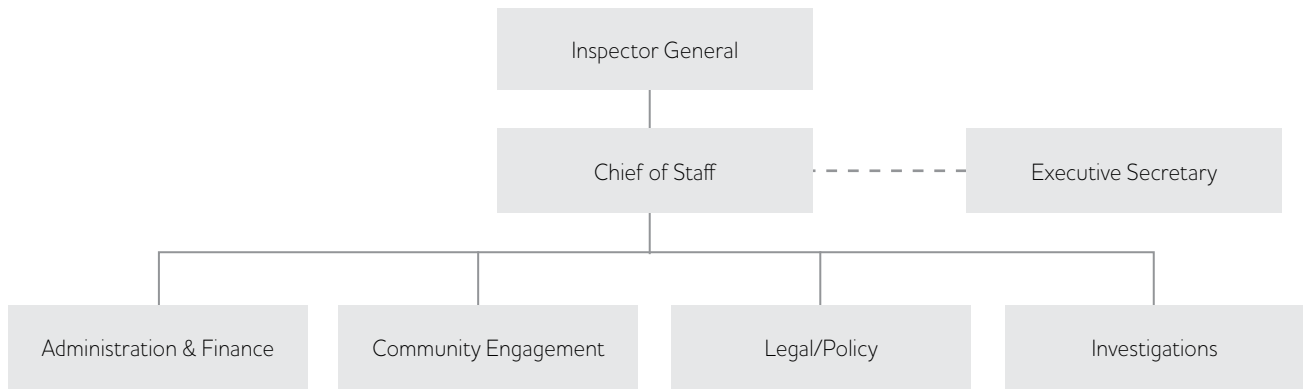 Inspector General
Chief of Staff
Executive Secretary
Administration & Finance
Community Engagement
Legal/Policy
Investigations